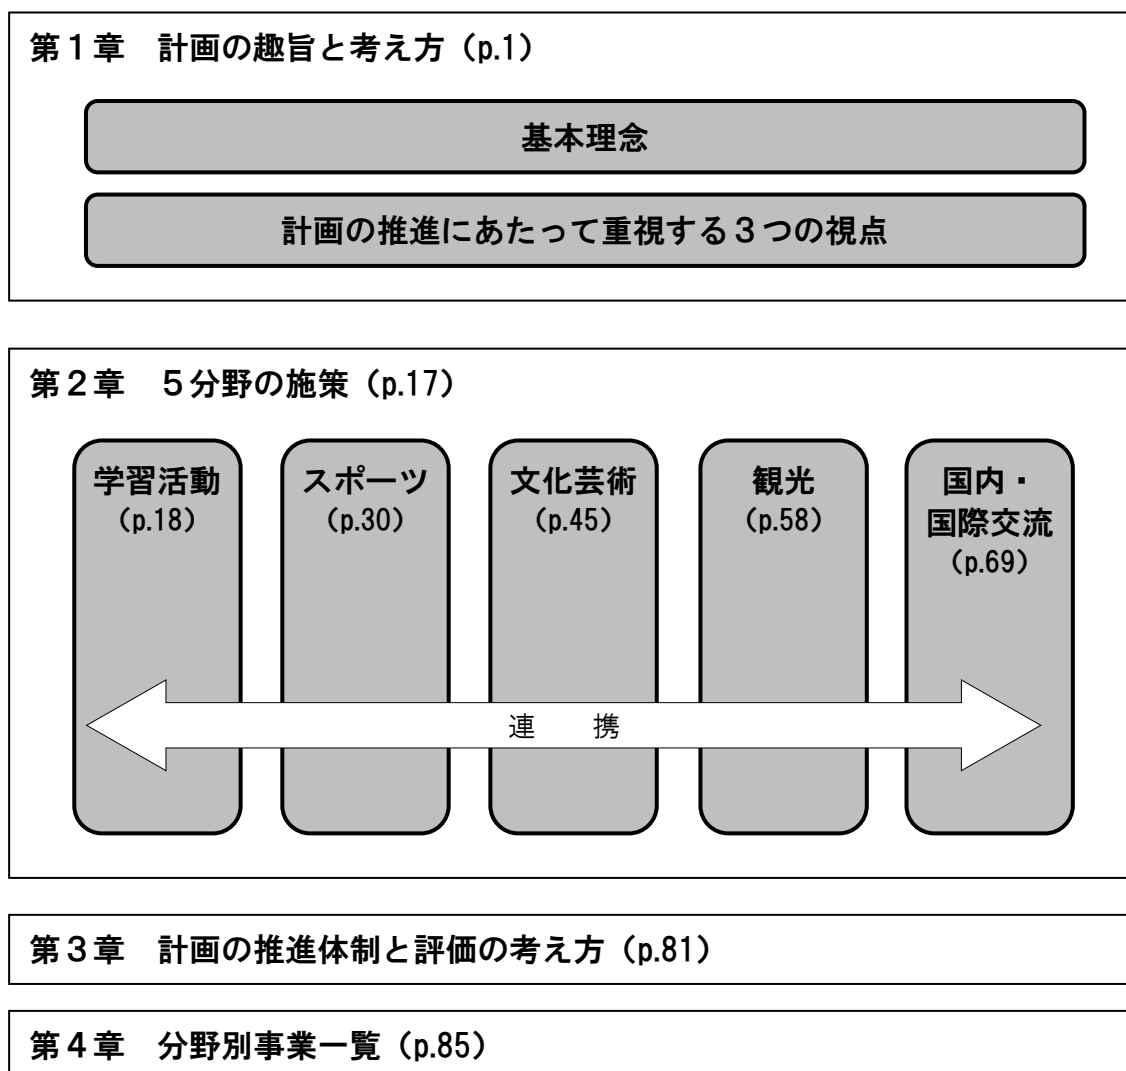 第１章　計画の趣旨と考え方（p.1）
基本理念
計画の推進にあたって重視する３つの視点
第２章　５分野の施策（p.17）
学習活動
（p.18）
スポーツ
（p.30）
文化芸術
（p.45）
観光
（p.58）
国内・
国際交流
（p.69）
連　携
第３章　計画の推進体制と評価の考え方（p.81）
第４章　分野別事業一覧（p.85）